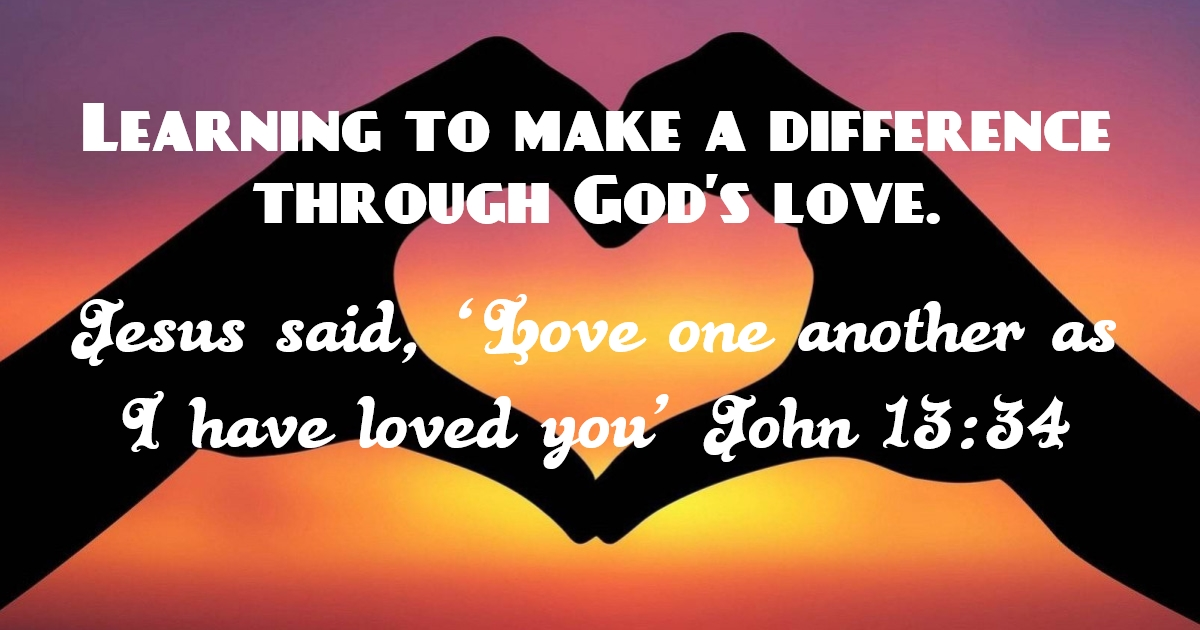 Learning to make a difference
through God's love.
Jesus said, ‘Love one another as
I have loved you’ John 13:34